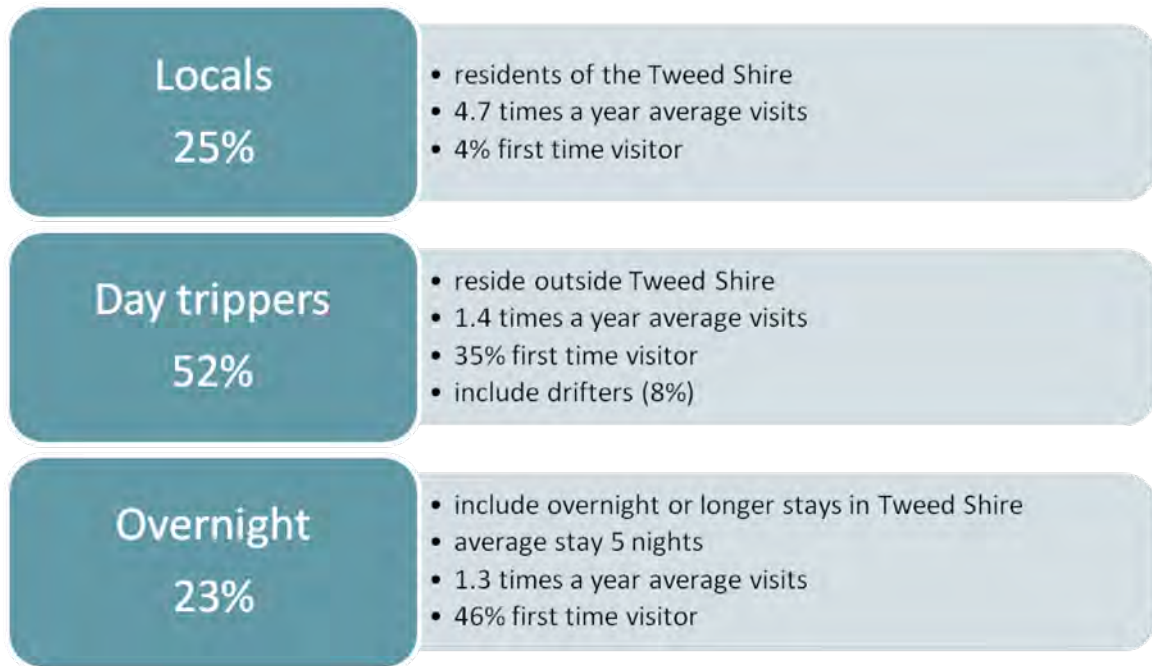 Locals
25%
• residents of the Tweed Shire
• 4.7 times a year average visits
• 4% first time visitor
Day trippers
52%
• reside outside Tweed Shire
• 1.4 times a year average visits
• 35% first time visitor
• include drifters (8%)
Overnight
23%
• include overnight or longer stays in Tweed Shire
• average stay 5 nights
• 1.3 times a year average visits
• 46% first time visitor